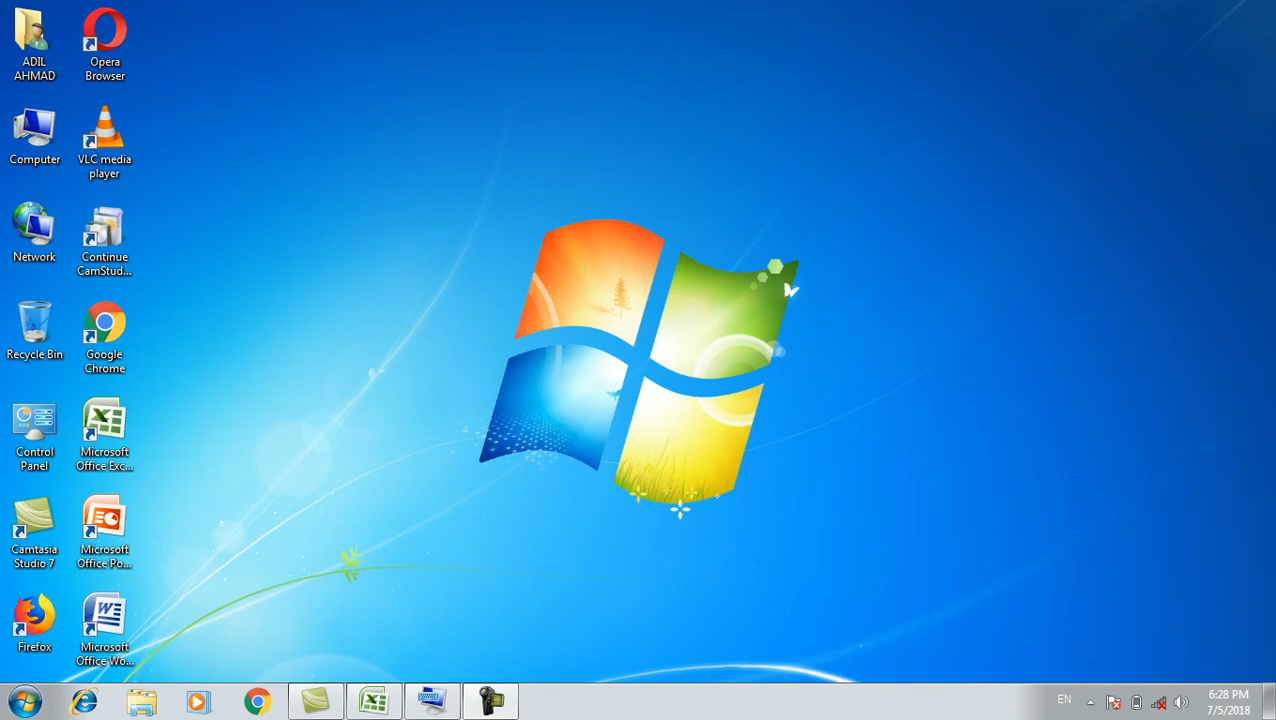 ADIL
AHMAD
Opera
Browser
Computer
VLC media
player
Network
Continue
CamStud...
Recycle Bin
Google
Chrome
Control
Panel
Microsoft
Office Exc...
Camtasia
Studio 7
Microsoft
Office Po...
Firefox
Microsoft
Office Wo...
EN
6:28 PM
7/5/2018